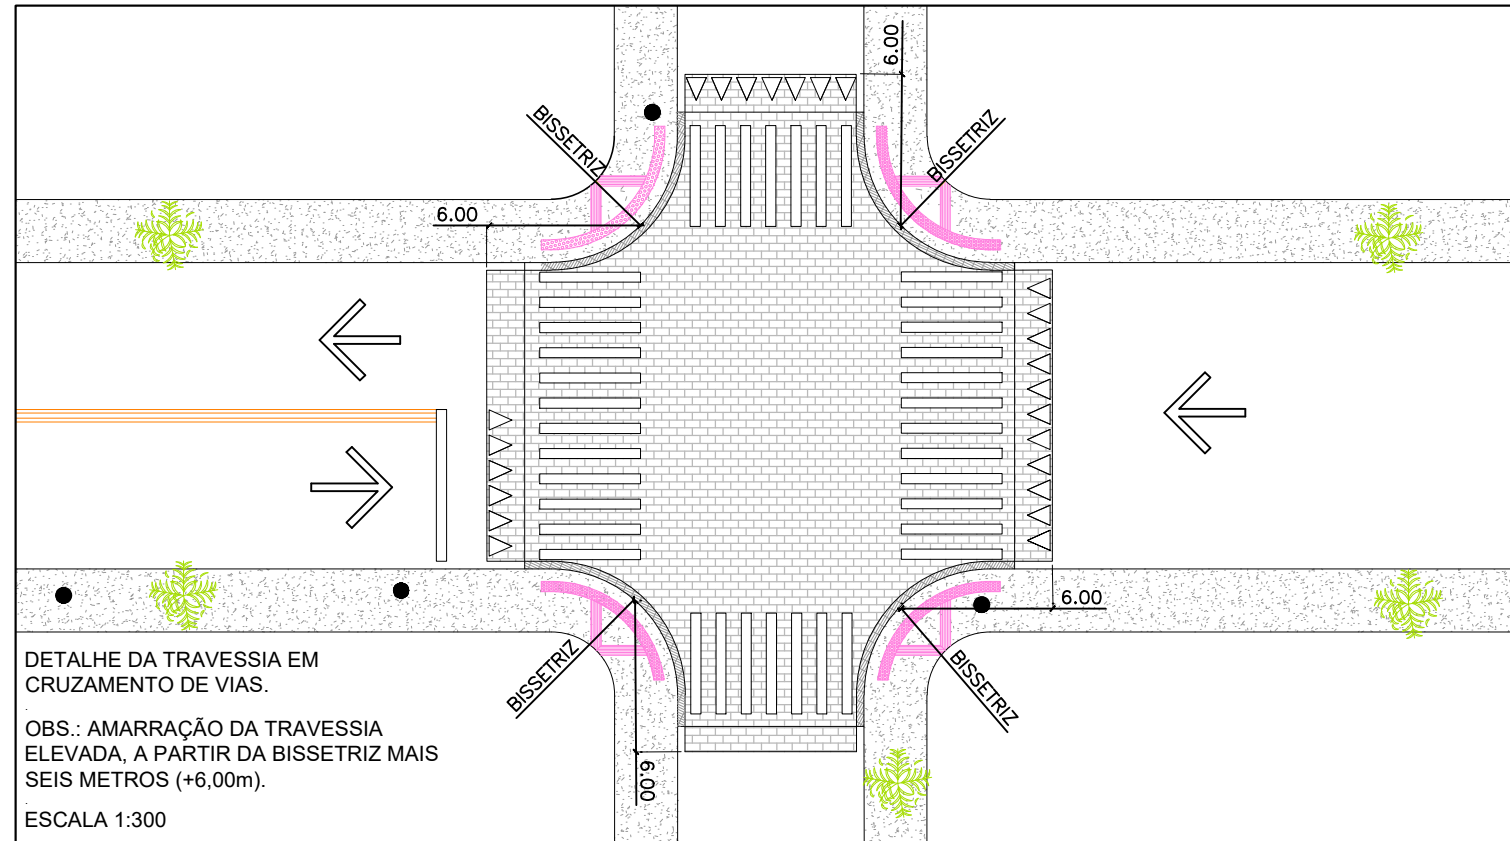 6.00
BISSETRIZ
BISSETRIZ
6.00
6.00
BISSETRIZ
BISSETRIZ
6.00
DETALHE DA TRAVESSIA EM
CRUZAMENTO DE VIAS.
OBS.: AMARRAÇÃO DA TRAVESSIA
ELEVADA, A PARTIR DA BISSETRIZ MAIS
SEIS METROS (+6,00m).
ESCALA 1:300